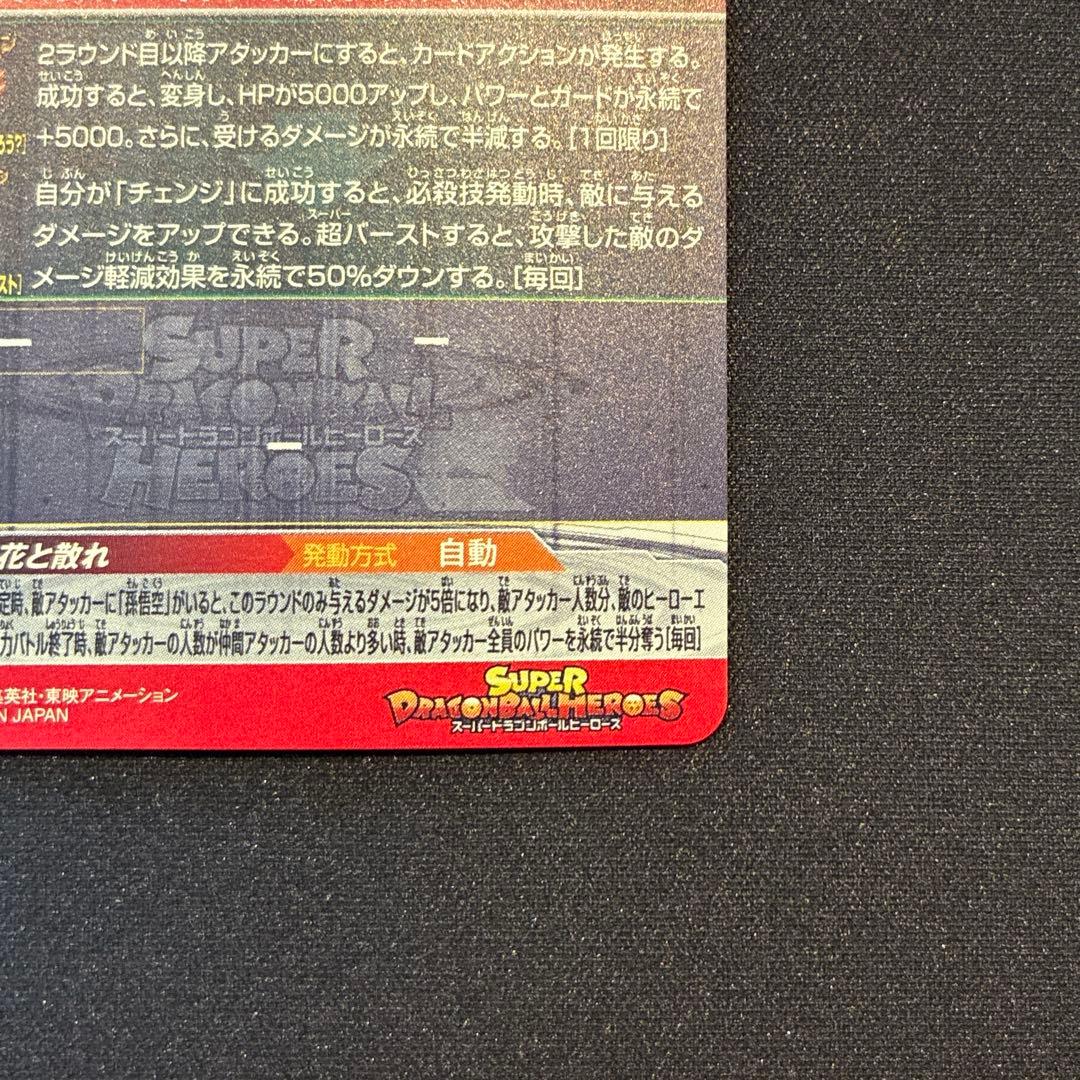 2ラウンド目以降アタッカーにすると、カードアクションが発生する。
成功すると、変身し、HPが5000アップし、パワーとガードが永続で
+5000。さらに、受けるダメージが永続で半減する。[1回限り]
自分が「チェンジ」に成功すると、必殺技発動時、敵に与える
ダメージをアップできる。超バーストすると、攻撃した敵のダ
メージ軽減効果を永続で50%ダウンする。[毎回]
SUPER
DRAGONBALL
スーパードラゴンボールヒーローズ
HEROES
花と散れ 発動方式 自動
定時、敵アタッカーに「孫悟空」がいると、このラウンドのみ与えるダメージが5倍になり、敵アタッカー人数分、敵のヒーローエ
力バトル終了時、敵アタッカーの人数が仲間アタッカーの人数より多い時、敵アタッカー全員のパワーを永続で半分奪う[毎回]
英社・東映アニメーション
N JAPAN
SUPER
DRAGONBALL HEROES
スーパードラゴンボールヒーローズ